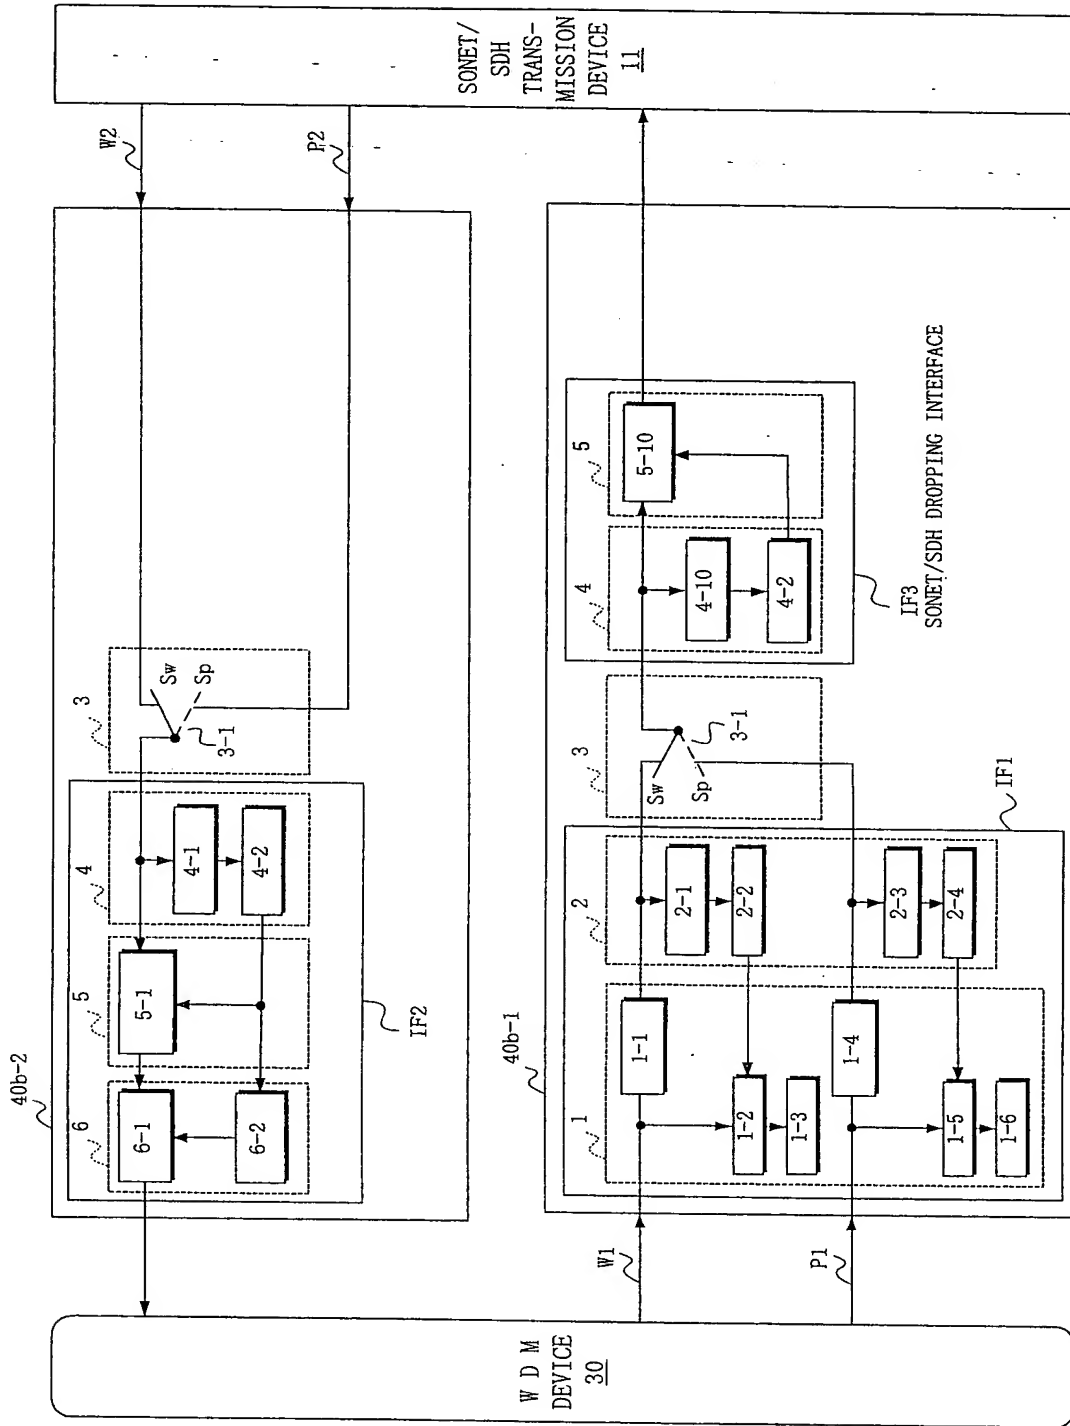 SONET/
SDH
TRANS-
MISSION
DEVICE
11
W2
P2
40b-2
3
Sw
Sp
3-1
4
4-1
4-2
5
5-1
6
6-1
6-2
IF2
40b-1
5
5-10
4
4-10
4-2
IF3
SONET/SDH DROPPING INTERFACE
3
Sw
Sp
3-1
IF1
2
2-1
2-2
2-3
2-4
1
1-1
1-2
1-3
1-4
1-5
1-6
W1
P1
W D M
DEVICE
30